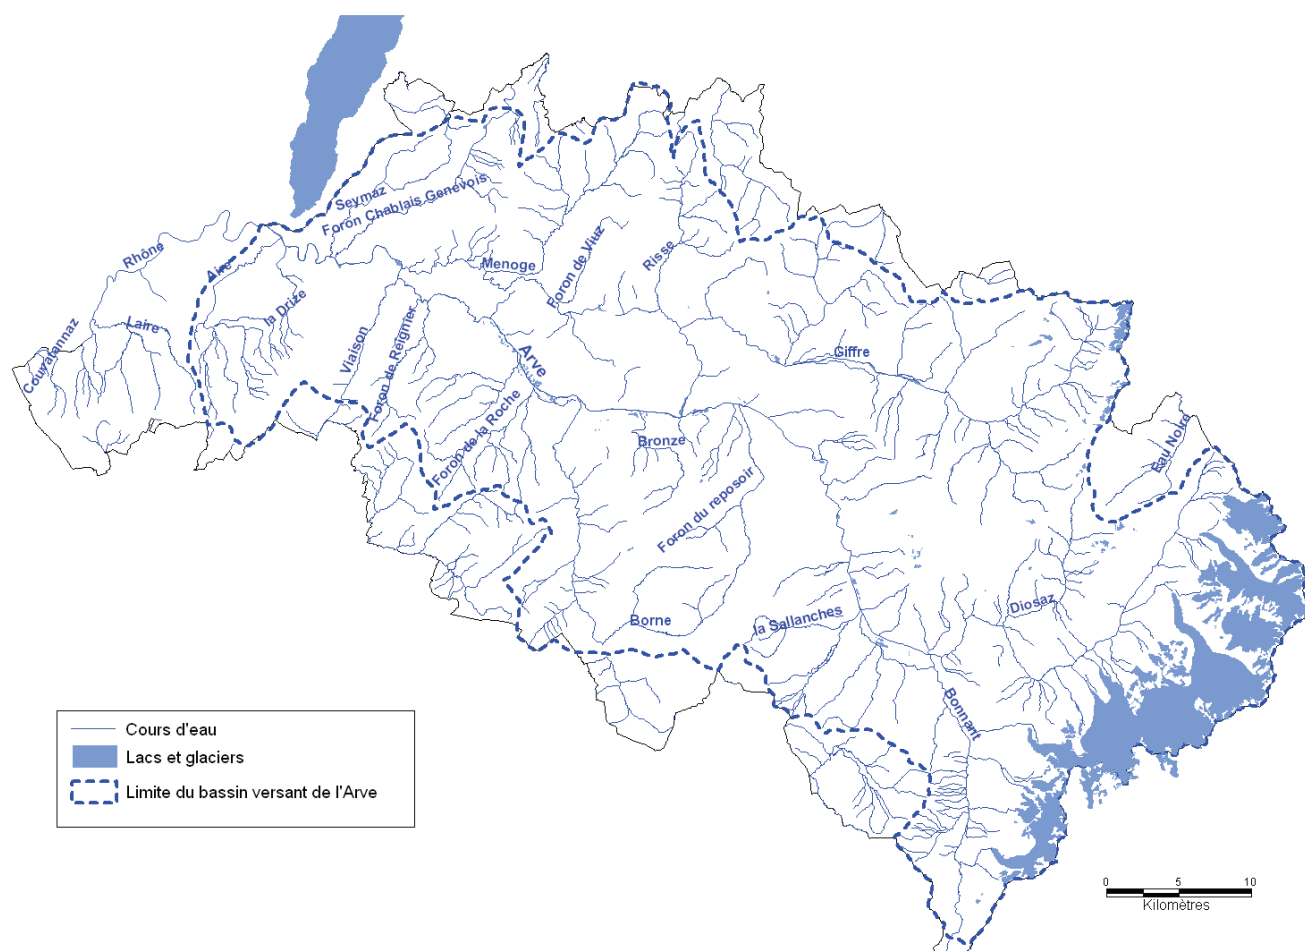 Seymaz
Foron Chablais Genevois
Rhône
Aire
Menoge
Foron de Viuz
Risse
la Drize
Laire
Couvatannaz
Viaison
Foron de Reignier
Arve
Giffre
Foron de la Roche
Bronze
Eau Noire
Foron du reposoir
Borne
la Sallanches
Diosaz
Bonnant
Cours d'eau
Lacs et glaciers
Limite du bassin versant de l'Arve
0 5 10
Kilomètres